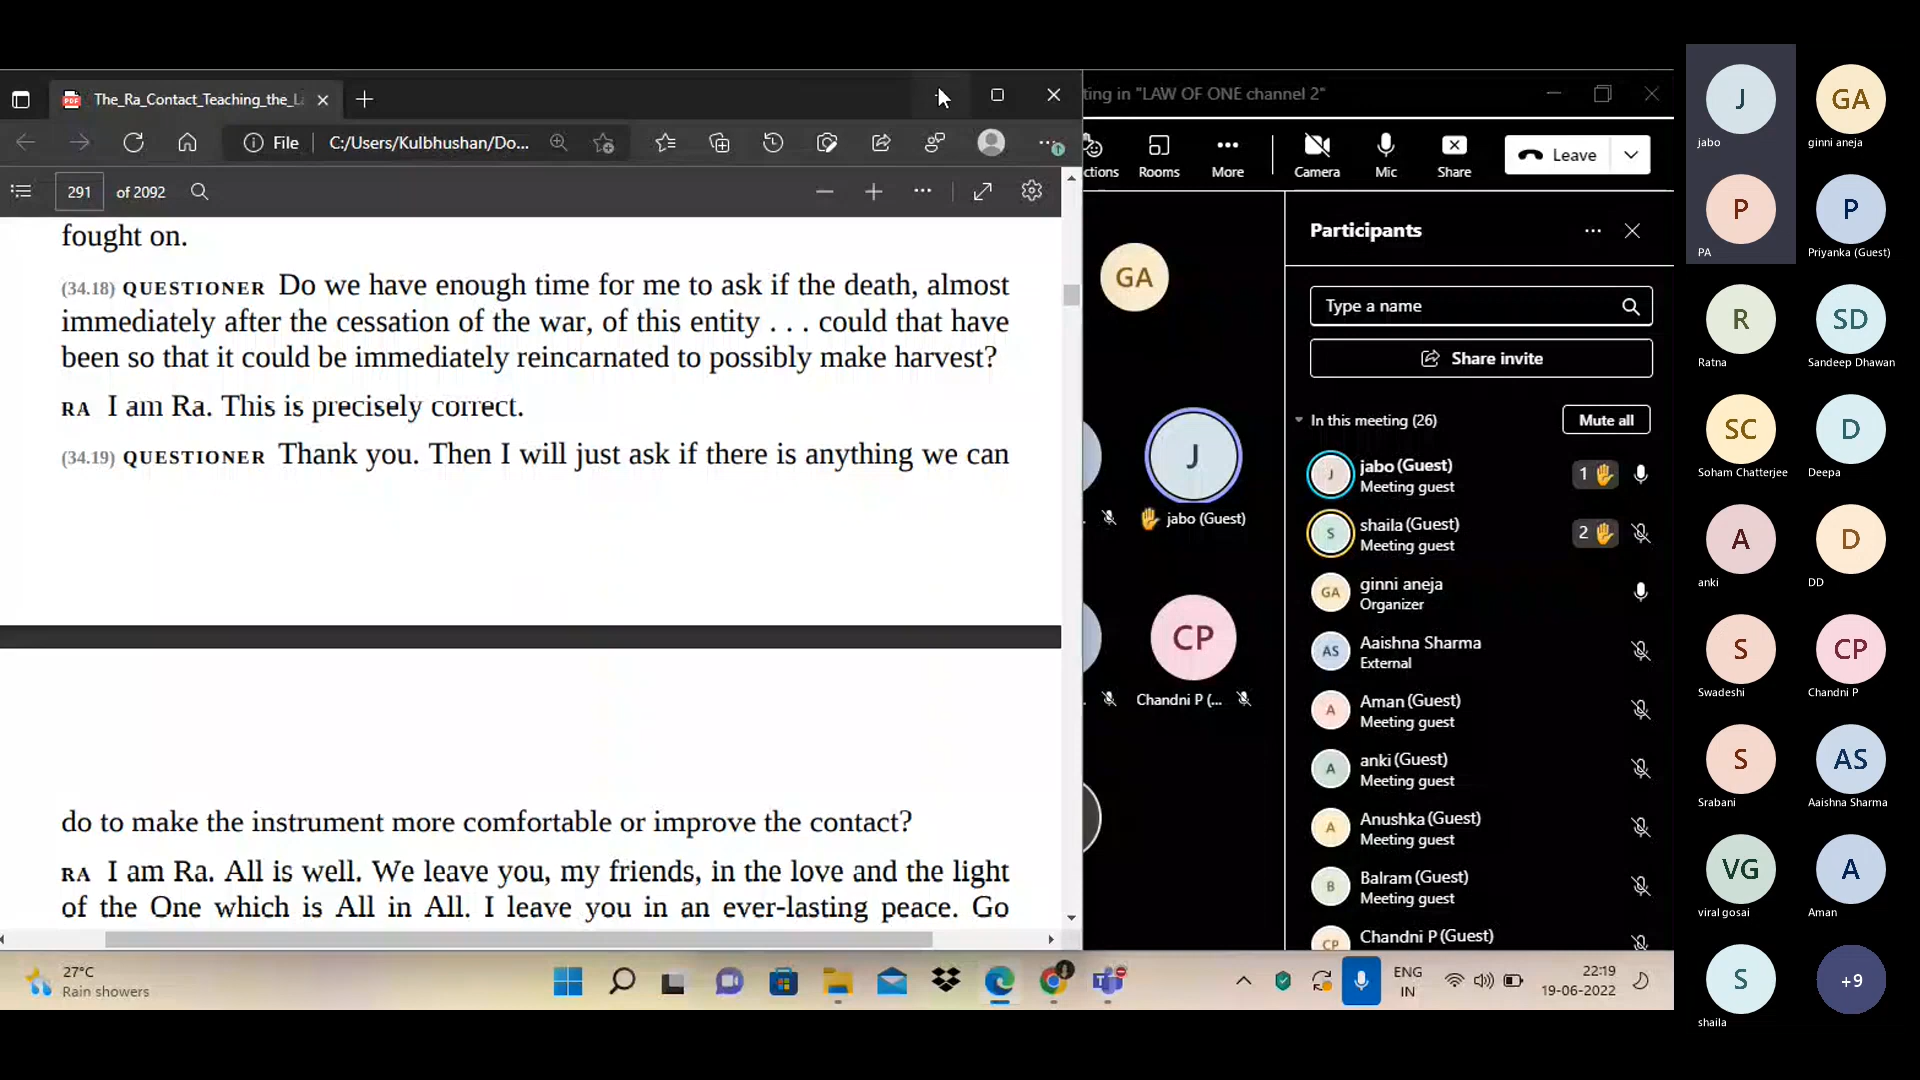 The_Ra_Contact_Teaching_the_L
File
C:/Users/Kulbhushan/Do...
291
of 2092
fought on.
(34.18) QUESTIONER Do we have enough time for me to ask if the death, almost
immediately after the cessation of the war, of this entity . . . could that have
been so that it could be immediately reincarnated to possibly make harvest?
RA I am Ra. This is precisely correct.
(34.19) QUESTIONER Thank you. Then I will just ask if there is anything we can
do to make the instrument more comfortable or improve the contact?
RA I am Ra. All is well. We leave you, my friends, in the love and the light
of the One which is All in All. I leave you in an ever-lasting peace. Go
ting in "LAW OF ONE channel 2"
ctions
Rooms
More
Camera
Mic
Share
Leave
GA
J
jabo (Guest)
CP
Chandni P (...
Participants
Type a name
Share invite
In this meeting (26)
Mute all
J
jabo (Guest)
Meeting guest
1
S
shaila (Guest)
Meeting guest
2
GA
ginni aneja
Organizer
AS
Aaishna Sharma
External
A
Aman (Guest)
Meeting guest
A
anki (Guest)
Meeting guest
A
Anushka (Guest)
Meeting guest
B
Balram (Guest)
Meeting guest
CP
Chandni P (Guest)
J
jabo
GA
ginni aneja
P
PA
P
Priyanka (Guest)
R
Ratna
SD
Sandeep Dhawan
SC
Soham Chatterjee
D
Deepa
A
anki
D
DD
S
Swadeshi
CP
Chandni P
S
Srabani
AS
Aaishna Sharma
VG
viral gosai
A
Aman
S
shaila
+9
27°C
Rain showers
ENG
IN
22:19
19-06-2022